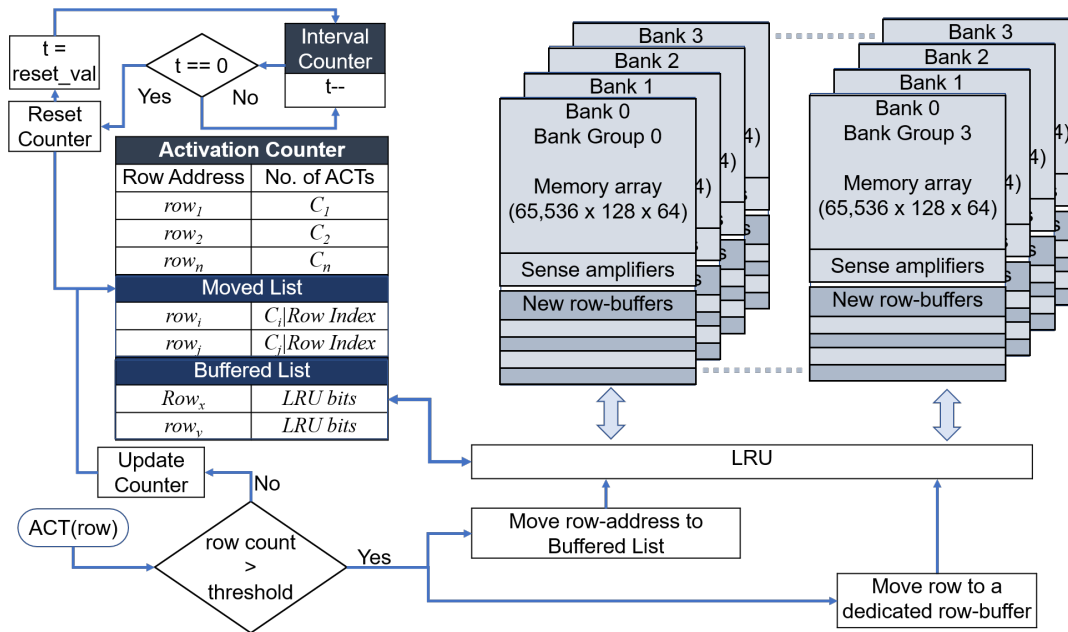 t =
reset_val
t == 0
Interval
Counter
t--
Yes
No
Reset
Counter
Activation Counter
Row Address No. of ACTs
row1 C1
row2 C2
rown Cn
Moved List
rowi Ci|Row Index
rowj Cj|Row Index
Buffered List
Rowx LRU bits
rowy LRU bits
Update
Counter
No
ACT(row)
row count
>
threshold
Yes
Bank 3
Bank 2
Bank 1
4)
4)
s
s
s
Bank 0
Bank Group 0
Memory array
(65,536 x 128 x 64)
Sense amplifiers
New row-buffers
Bank 3
Bank 2
Bank 1
4)
4)
s
s
s
Bank 0
Bank Group 3
Memory array
(65,536 x 128 x 64)
Sense amplifiers
New row-buffers
LRU
Move row-address to
Buffered List
Move row to a
dedicated row-buffer